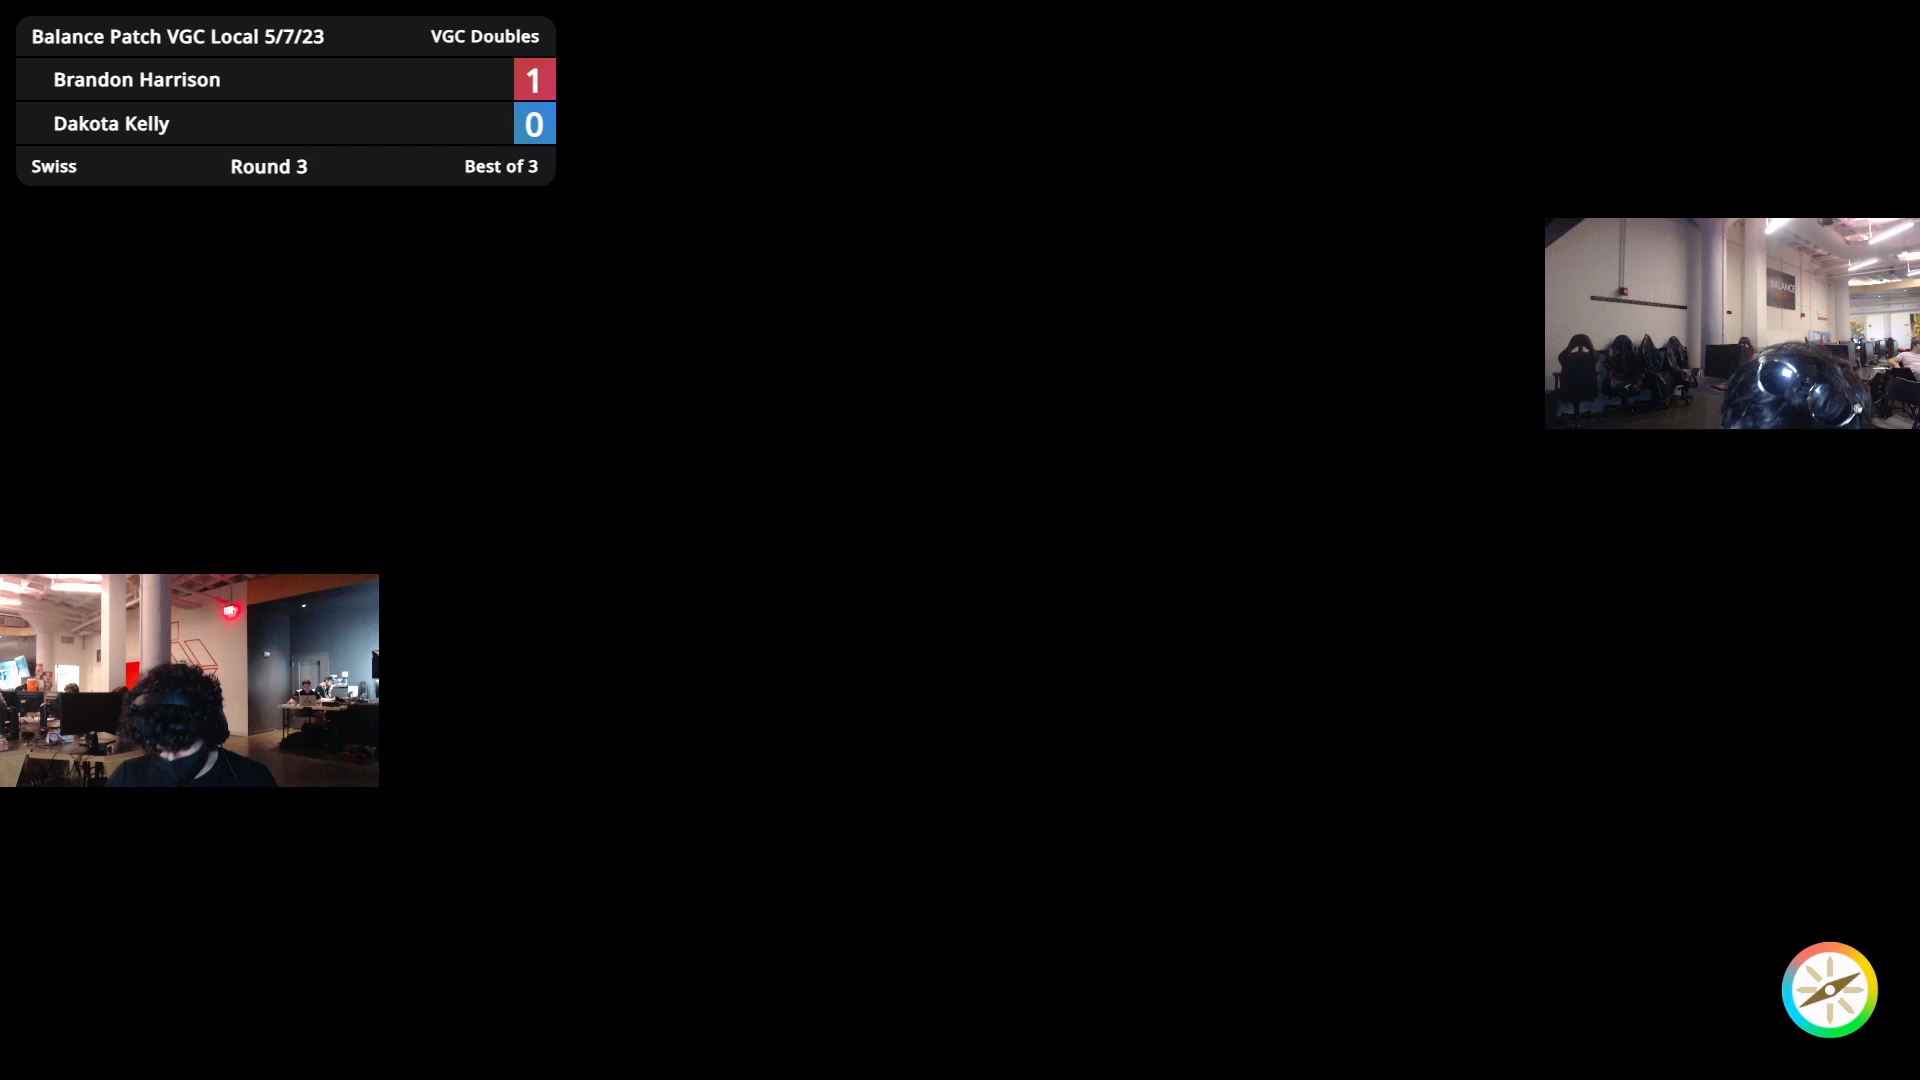 Balance Patch VGC Local 5/7/23 VGC Doubles
Brandon Harrison 1
Dakota Kelly 0
Swiss Round 3 Best of 3
BALANCE